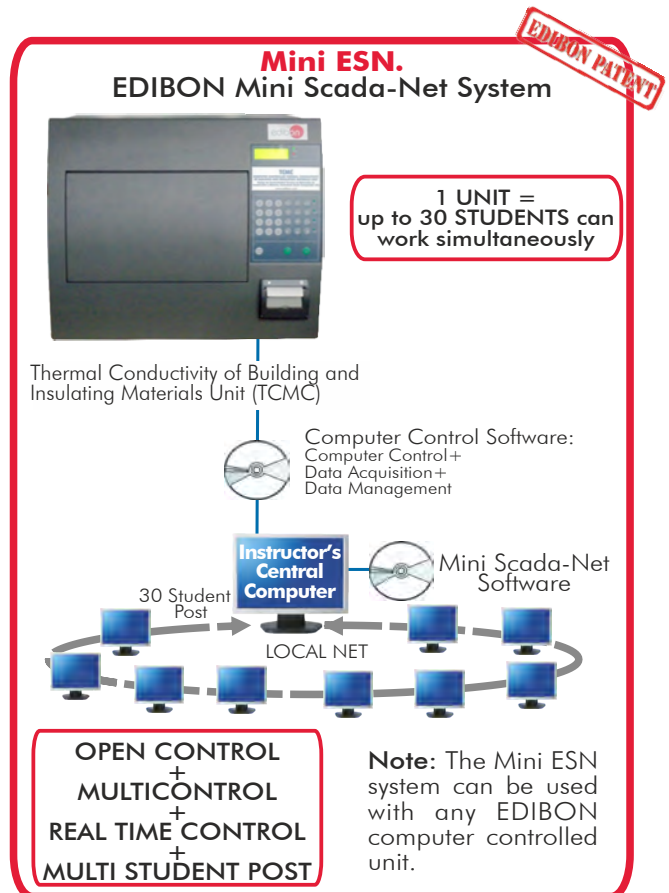 EDIBON PATENT
Mini ESN.
EDIBON Mini Scada-Net System
edibon
TCMC
1 UNIT =
up to 30 STUDENTS can
work simultaneously
Thermal Conductivity of Building and
Insulating Materials Unit (TCMC)
Computer Control Software:
Computer Control+
Data Acquisition+
Data Management
Instructor's
Central
Computer
Mini Scada-Net
Software
30 Student
Post
LOCAL NET
OPEN CONTROL
+
MULTICONTROL
+
REAL TIME CONTROL
+
MULTI STUDENT POST
Note: The Mini ESN
system can be used
with any EDIBON
computer controlled
unit.